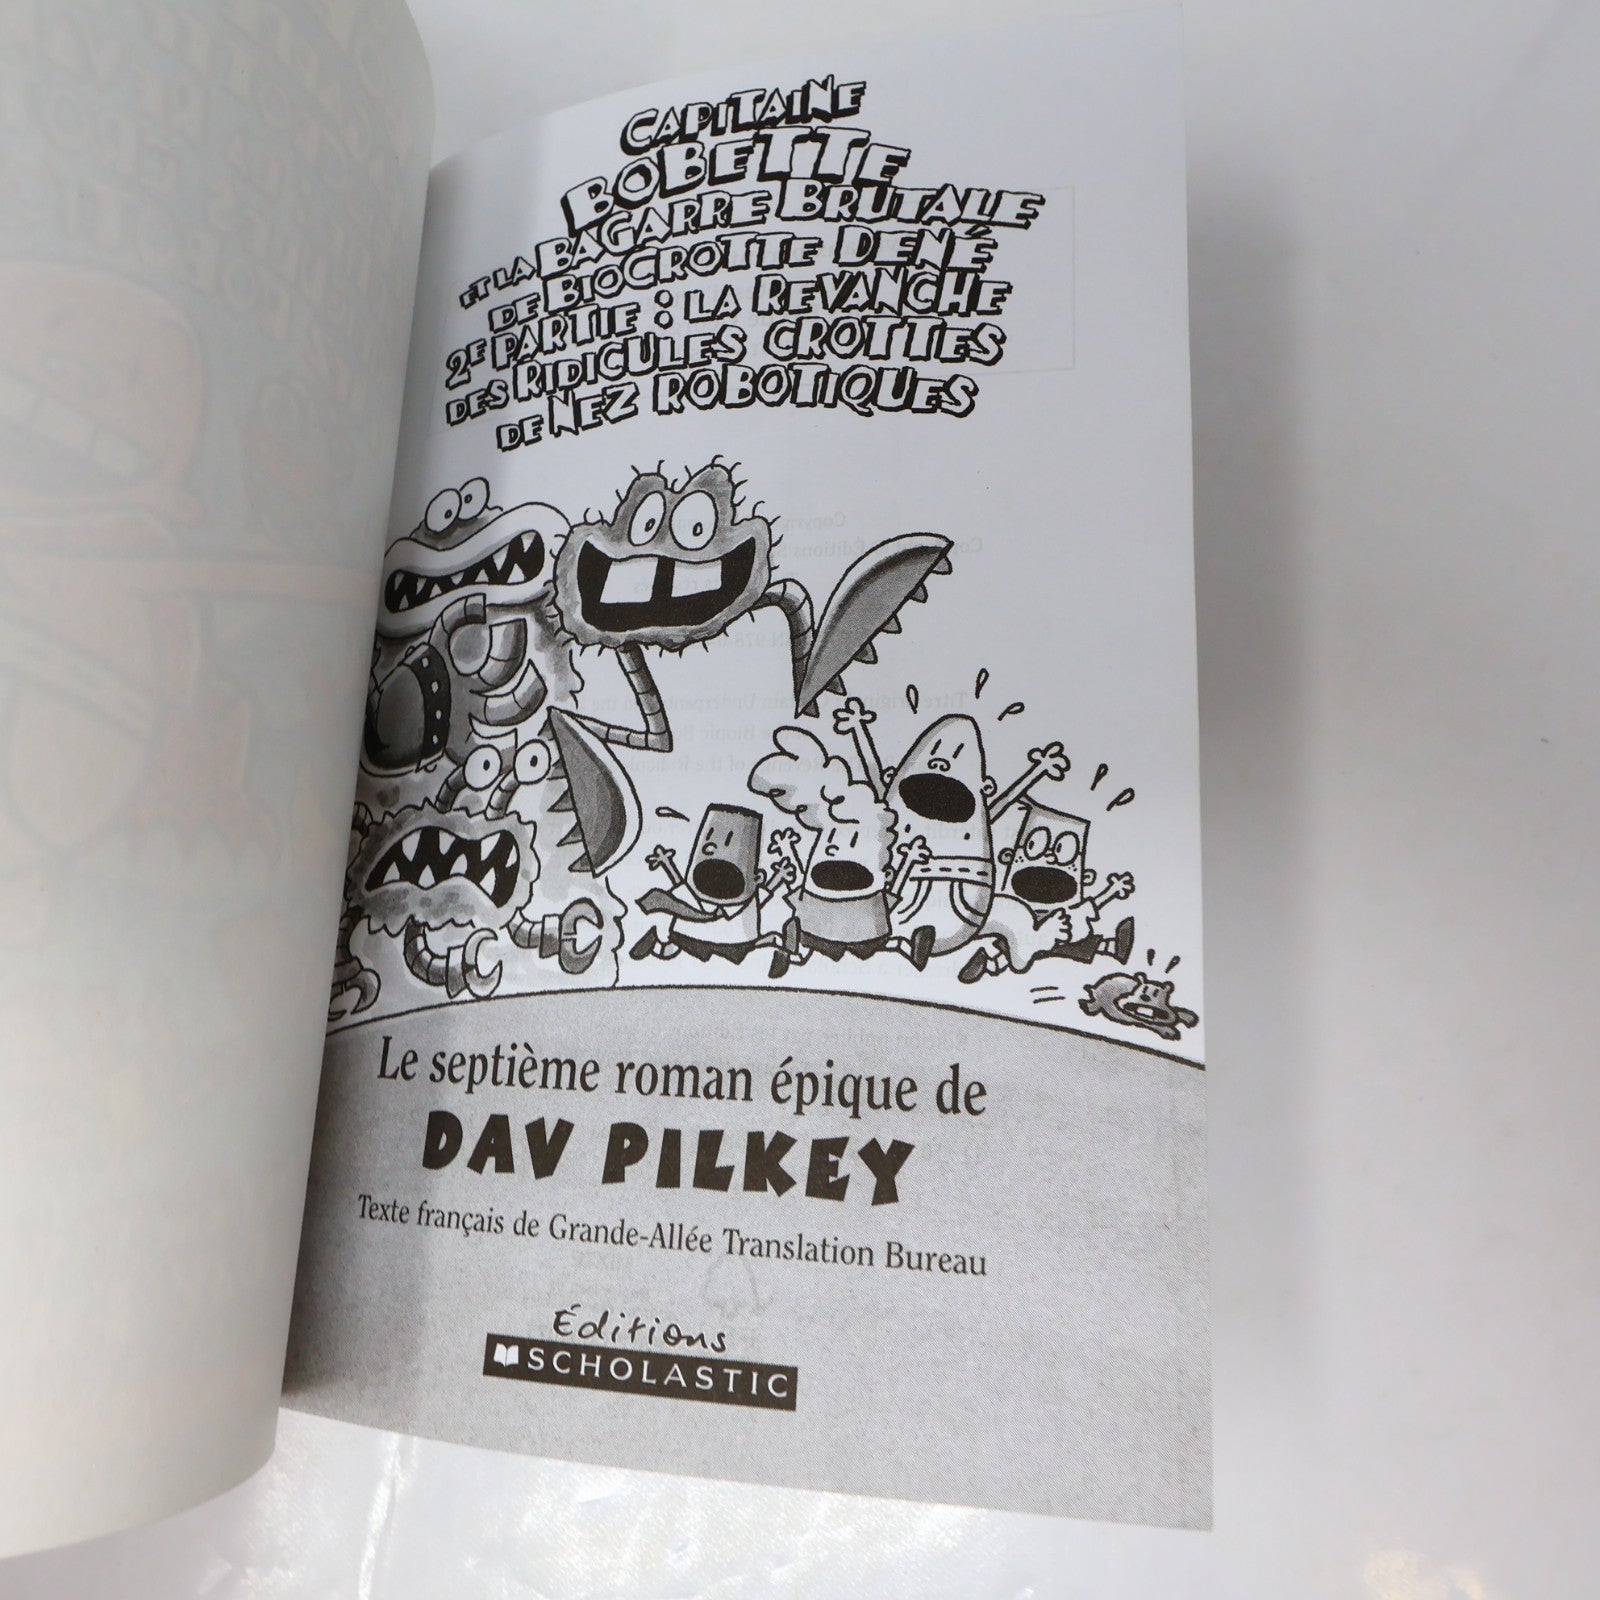 CAPITAINE
BOBETTE
ET LA BAGARRE BRUTALE
DE BIOCROTTE DENÉ
2E PARTIE : LA REVANCHE
DES RIDICULES CROTTES
DE NEZ ROBOTIQUES
Le septième roman épique de
DAV PILKEY
Texte français de Grande-Allée Translation Bureau
Éditions
SCHOLASTIC